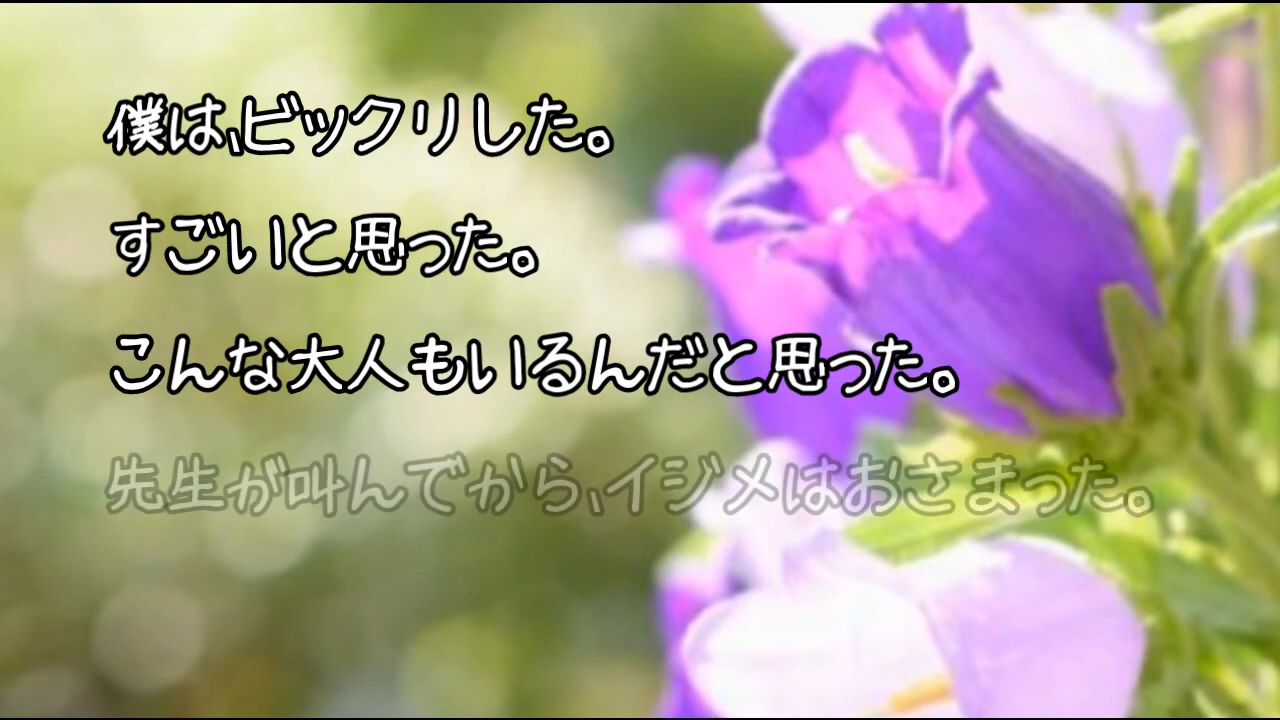 僕は、ビックリした。
すごいと思った。
こんな大人もいるんだと思った。
先生が叫んでから、イジメはおさまった。